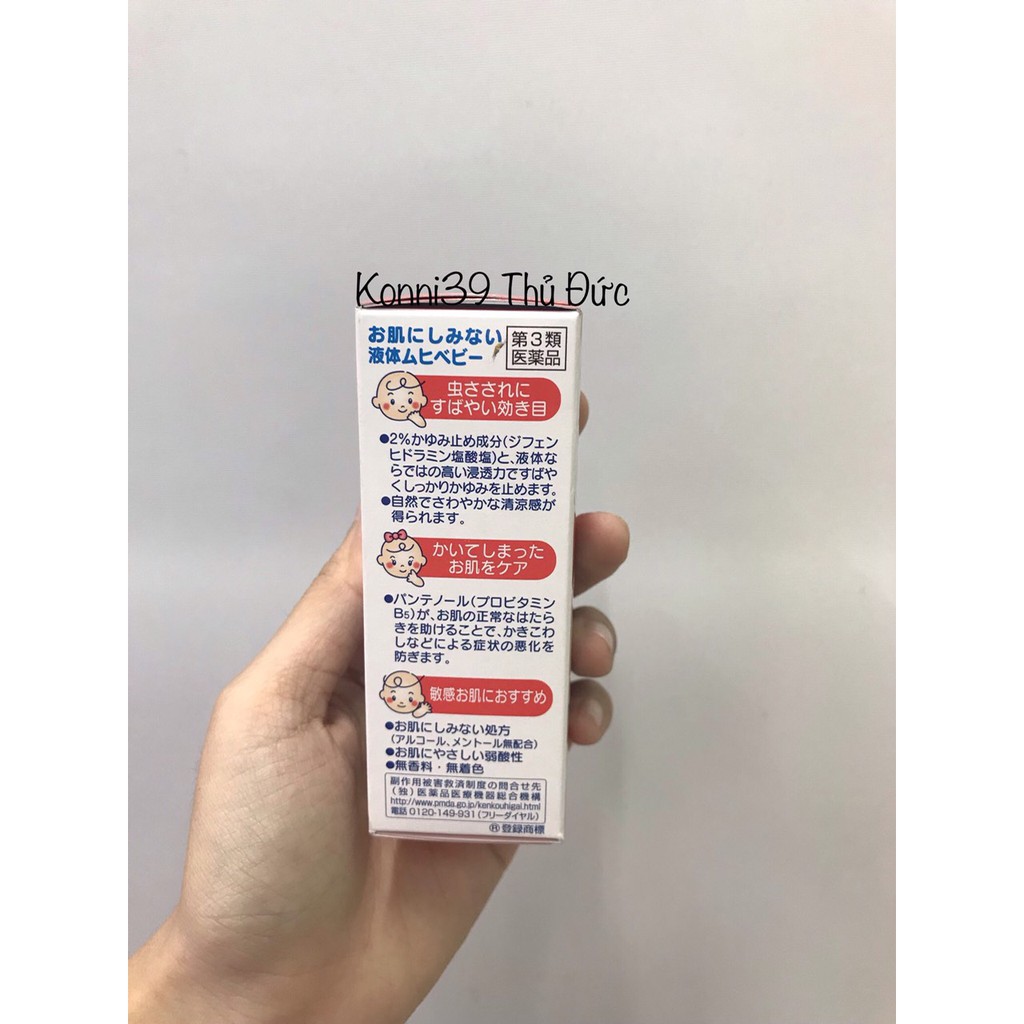 Konni39 Thủ Đức
お肌にしみない
液体ムヒベビー
第3類
医薬品
虫さされに
すばやい効き目
●2%かゆみ止め成分(ジフェン
ヒドラミン塩酸塩)と、液体な
らではの高い浸透力ですばや
くしっかりかゆみを止めます。
●自然でさわやかな清涼感が
得られます。
かいてしまった
お肌をケア
●パンテノール(プロビタミン
B5)が、お肌の正常なはたら
きを助けることで、かきこわ
しなどによる症状の悪化を
防ぎます。
敏感お肌におすすめ
●お肌にしみない処方
(アルコール、メントール無配合)
●お肌にやさしい弱酸性
●無香料・無着色
副作用被害救済制度の問合せ先
(独)医薬品医療機器総合機構
http://www.pmda.go.jp/kenkouhigai.html
電話 0120-149-931(フリーダイヤル)
®登録商標